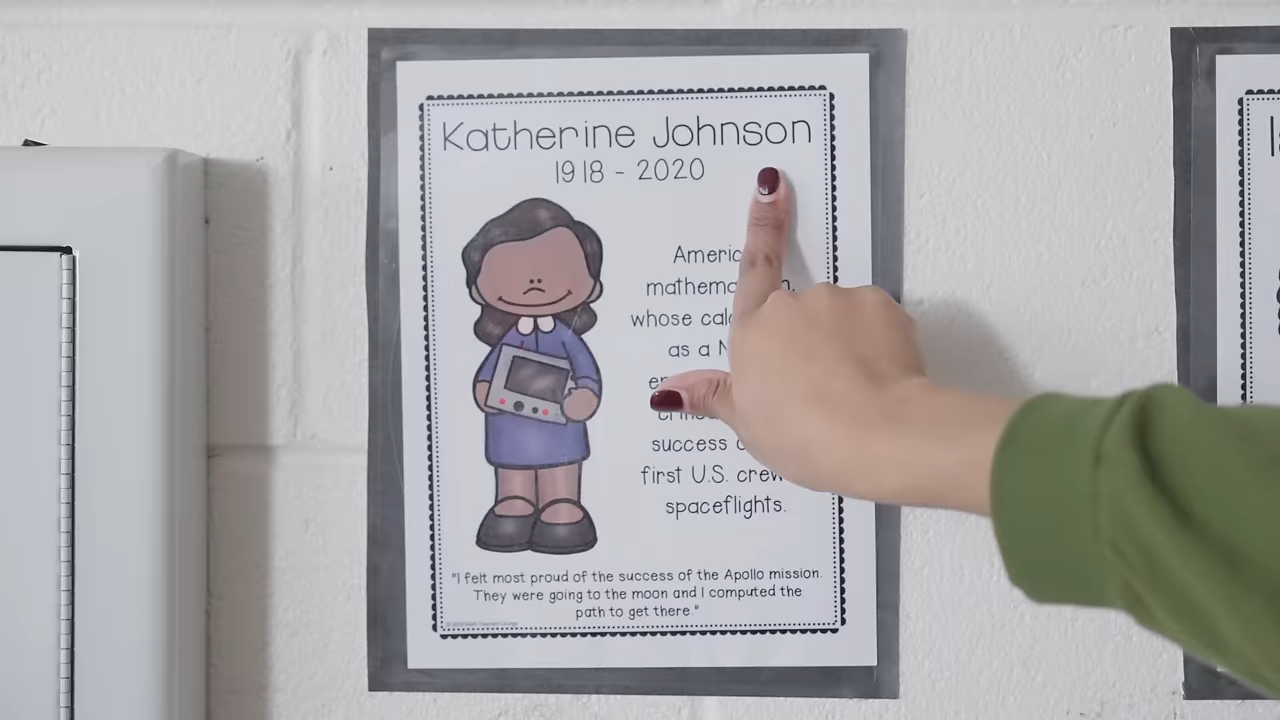 Katherine Johnson
1918 - 2020
America
mathema
whose calc
as a N
success
first U.S. crew
spaceflights.
"I felt most proud of the success of the Apollo mission.
They were going to the moon and I computed the
path to get there."